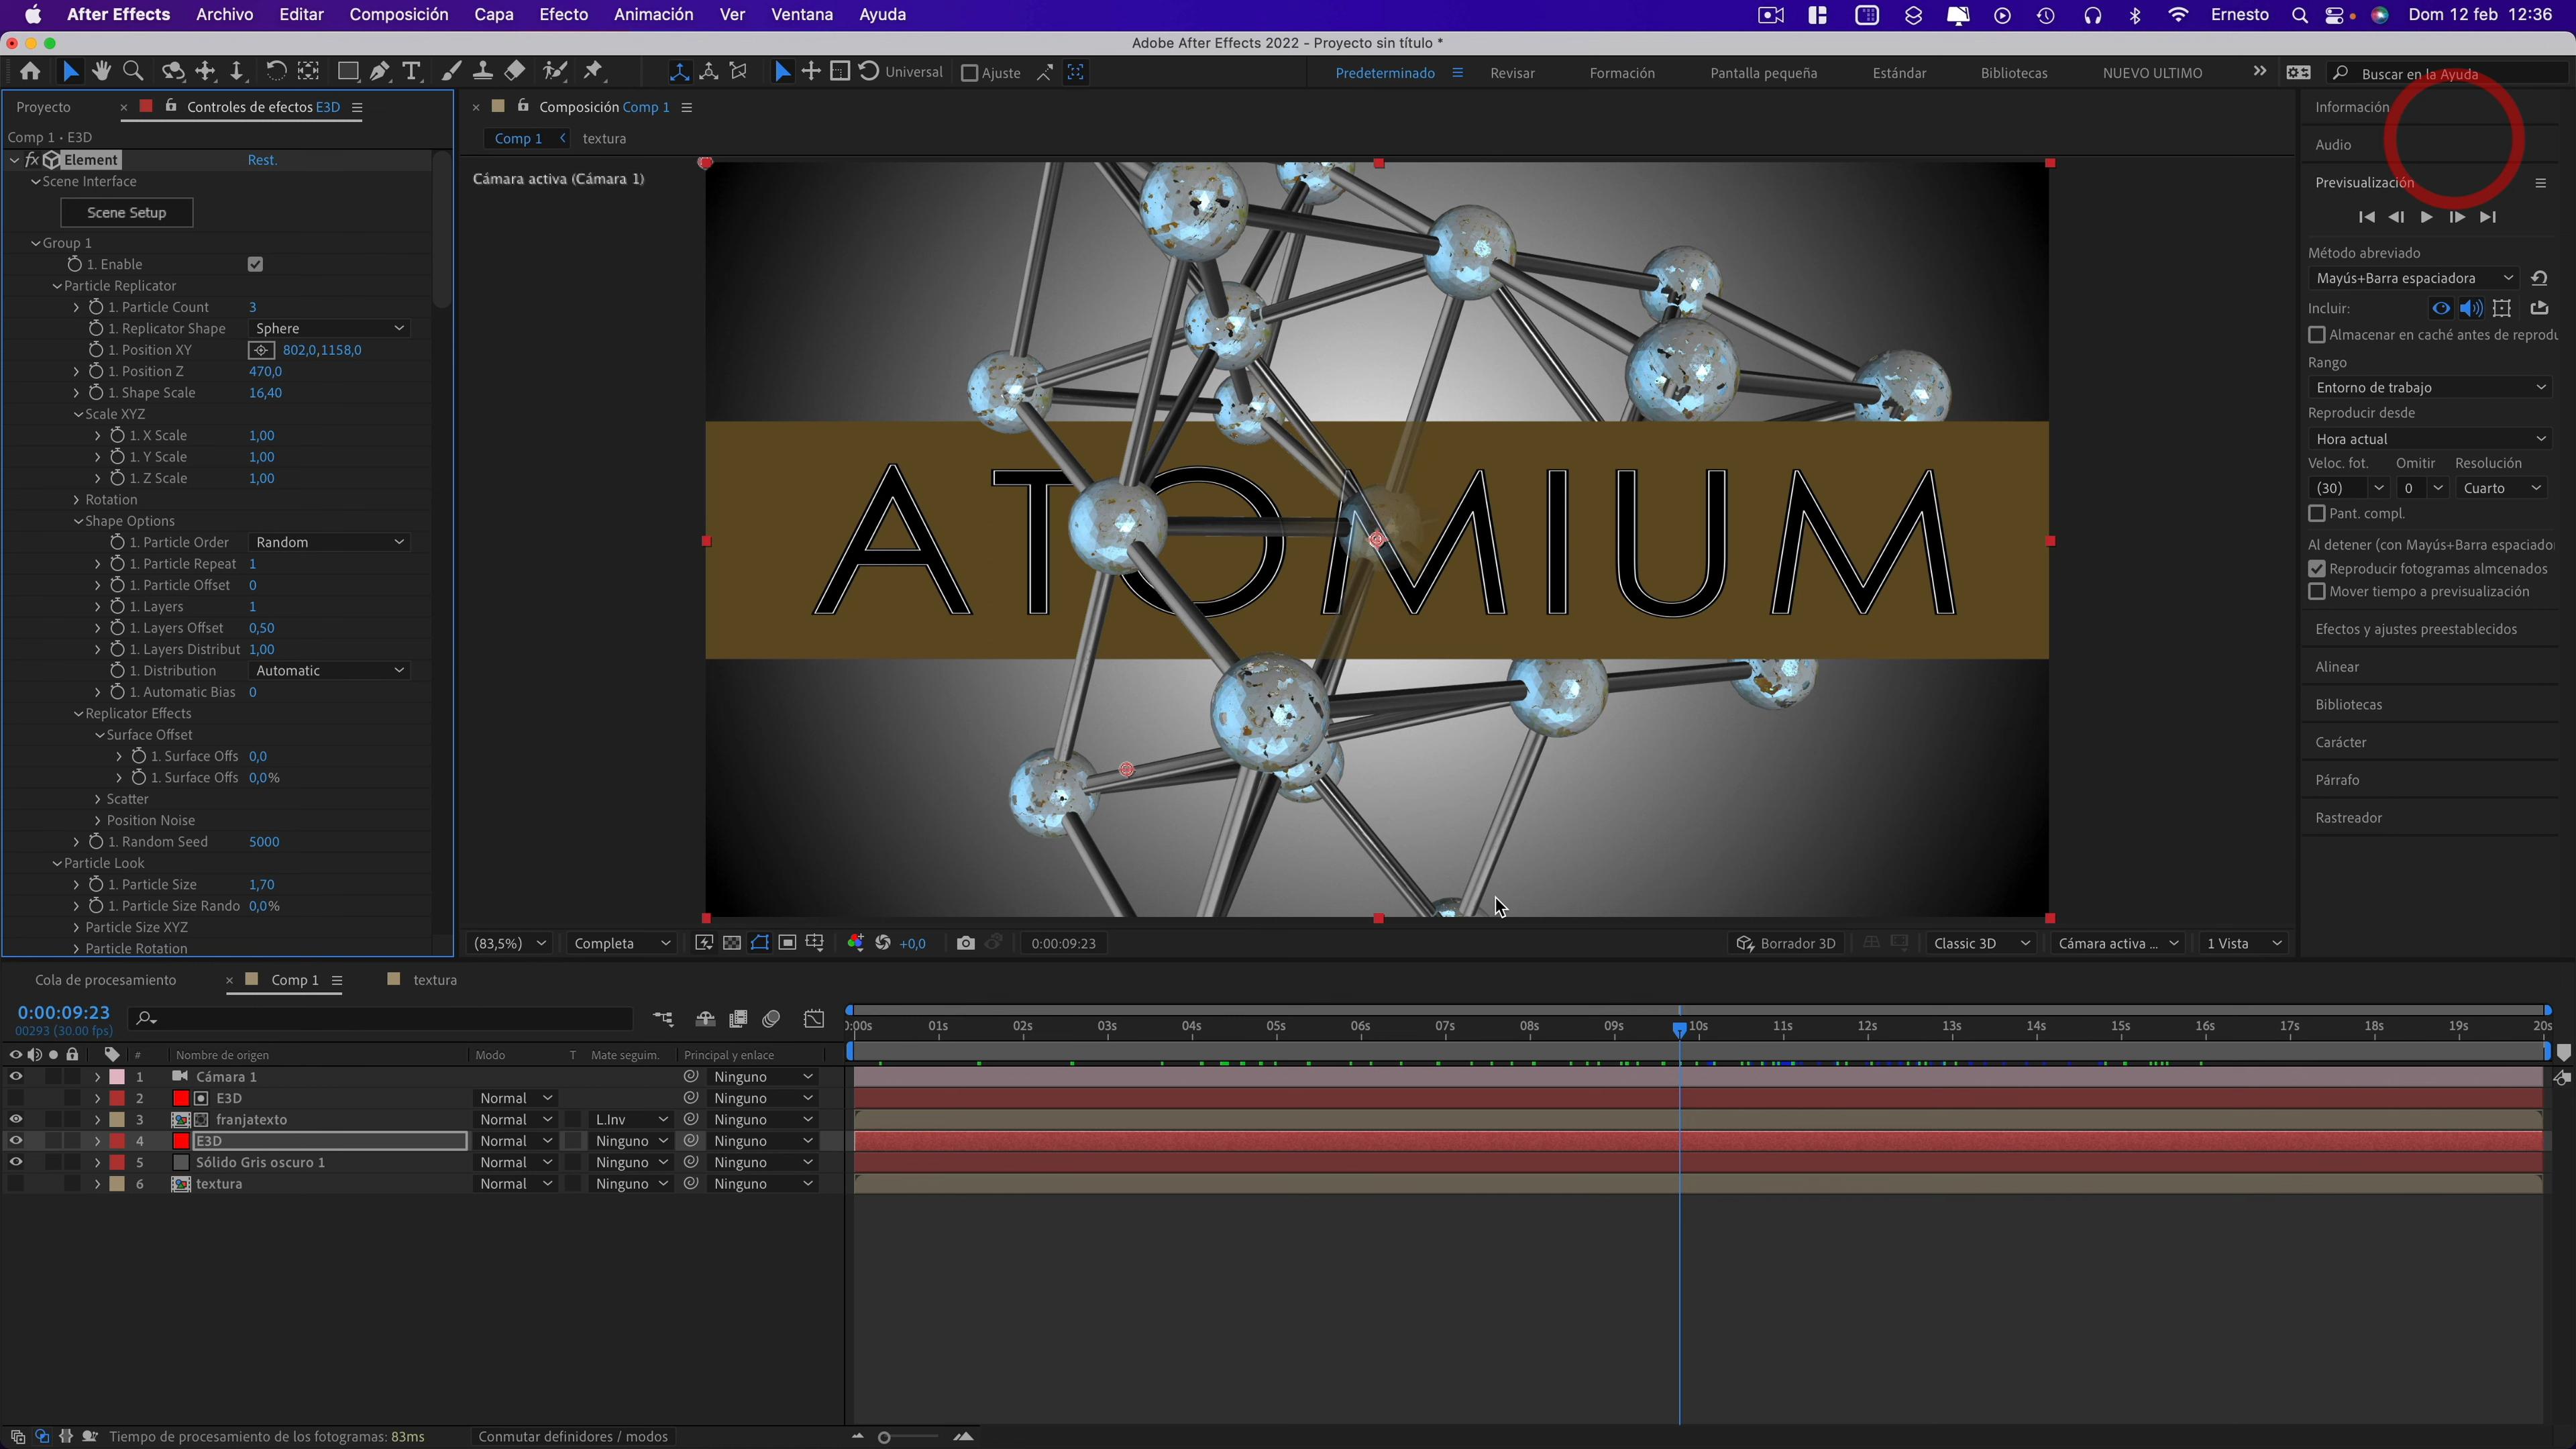 After Effects Archivo Editar Composición Capa Efecto Animación Ver Ventana Ayuda Ernesto Dom 12 feb 12:36
Adobe After Effects 2022 - Proyecto sin título *
Universal Ajuste Predeterminado Revisar Formación Pantalla pequeña Estándar Bibliotecas NUEVO ULTIMO Buscar en la Ayuda
Proyecto Controles de efectos E3D
Comp 1 • E3D
Element Rest.
Scene Interface
Scene Setup
Group 1
1. Enable
Particle Replicator
1. Particle Count 3
1. Replicator Shape Sphere
1. Position XY 802,0,1158,0
1. Position Z 470,0
1. Shape Scale 16,40
Scale XYZ
1. X Scale 1,00
1. Y Scale 1,00
1. Z Scale 1,00
Rotation
Shape Options
1. Particle Order Random
1. Particle Repeat 1
1. Particle Offset 0
1. Layers 1
1. Layers Offset 0,50
1. Layers Distribut 1,00
1. Distribution Automatic
1. Automatic Bias 0
Replicator Effects
Surface Offset
1. Surface Offs 0,0
1. Surface Offs 0,0%
Scatter
Position Noise
1. Random Seed 5000
Particle Look
1. Particle Size 1,70
1. Particle Size Rando 0,0%
Particle Size XYZ
Particle Rotation
Composición Comp 1
Comp 1 textura
Cámara activa (Cámara 1)
ATOMIUM
(83,5%) Completa +0,0 0:00:09:23 Borrador 3D Classic 3D Cámara activa ... 1 Vista
Información
Audio
Previsualización
Método abreviado
Mayús+Barra espaciadora
Incluir:
Almacenar en caché antes de reprodu
Rango
Entorno de trabajo
Reproducir desde
Hora actual
Veloc. fot. Omitir Resolución
(30) 0 Cuarto
Pant. compl.
Al detener (con Mayús+Barra espaciado
Reproducir fotogramas almcenados
Mover tiempo a previsualización
Efectos y ajustes preestablecidos
Alinear
Bibliotecas
Carácter
Párrafo
Rastreador
Cola de procesamiento Comp 1 textura
0:00:09:23
00293 (30.00 fps)
0:00s 01s 02s 03s 04s 05s 06s 07s 08s 09s 10s 11s 12s 13s 14s 15s 16s 17s 18s 19s 20s
# Nombre de origen Modo T Mate seguim. Principal y enlace
1 Cámara 1 Ninguno
2 E3D Normal Ninguno
3 franjatexto Normal L.Inv Ninguno
4 E3D Normal Ninguno Ninguno
5 Sólido Gris oscuro 1 Normal Ninguno Ninguno
6 textura Normal Ninguno Ninguno
Tiempo de procesamiento de los fotogramas: 83ms Conmutar definidores / modos